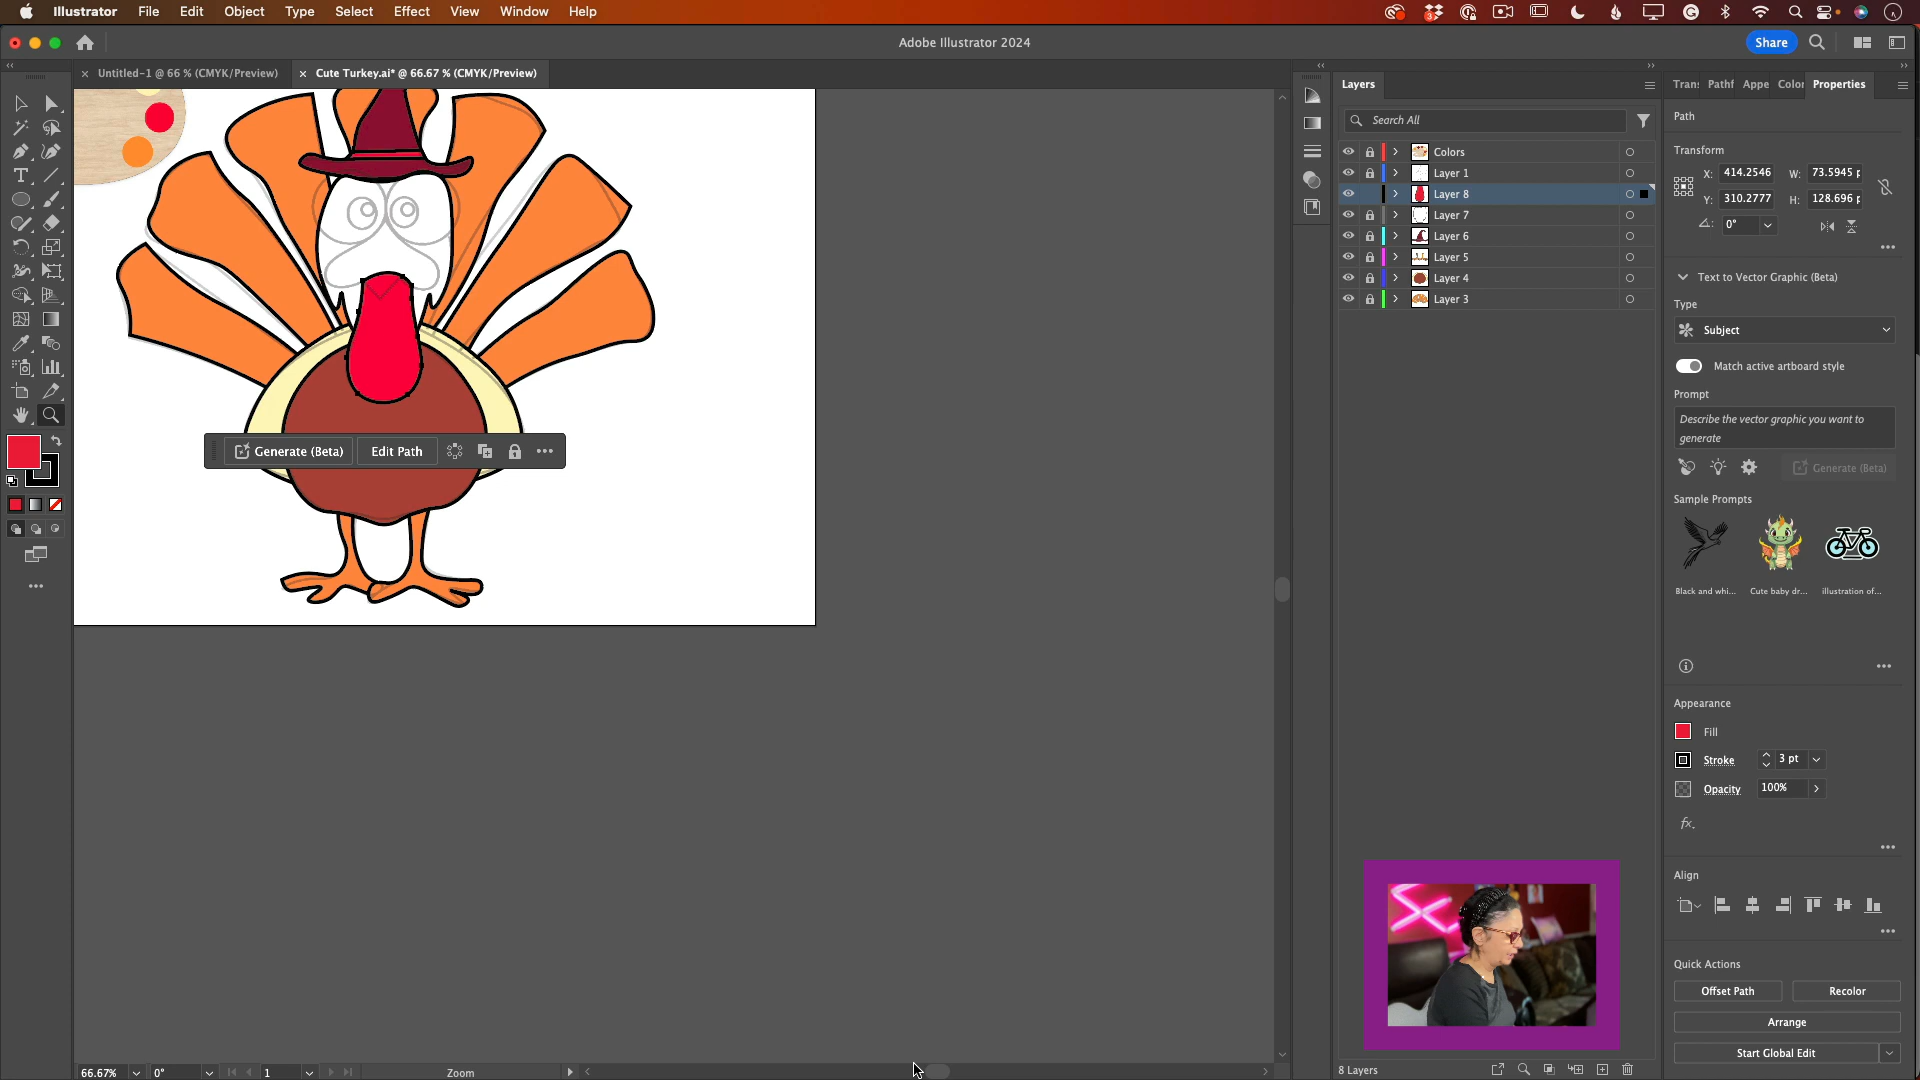 Illustrator File Edit Object Type Select Effect View Window Help
Adobe Illustrator 2024
Share
Untitled-1 @ 66 % (CMYK/Preview)
Cute Turkey.ai* @ 66.67 % (CMYK/Preview)
Layers
Search All
Colors
Layer 1
Layer 8
Layer 7
Layer 6
Layer 5
Layer 4
Layer 3
Generate (Beta)
Edit Path
8 Layers
66.67%
0°
1
Zoom
Trans
Pathf
Appe
Color
Properties
Path
Transform
X: 414.2546 W: 73.5945 p
Y: 310.2777 H: 128.696 p
0°
Text to Vector Graphic (Beta)
Type
Subject
Match active artboard style
Prompt
Describe the vector graphic you want to
generate
Generate (Beta)
Sample Prompts
Black and whi...
Cute baby dr...
illustration of...
Appearance
Fill
Stroke 3 pt
Opacity 100%
fx.
Align
Quick Actions
Offset Path
Recolor
Arrange
Start Global Edit